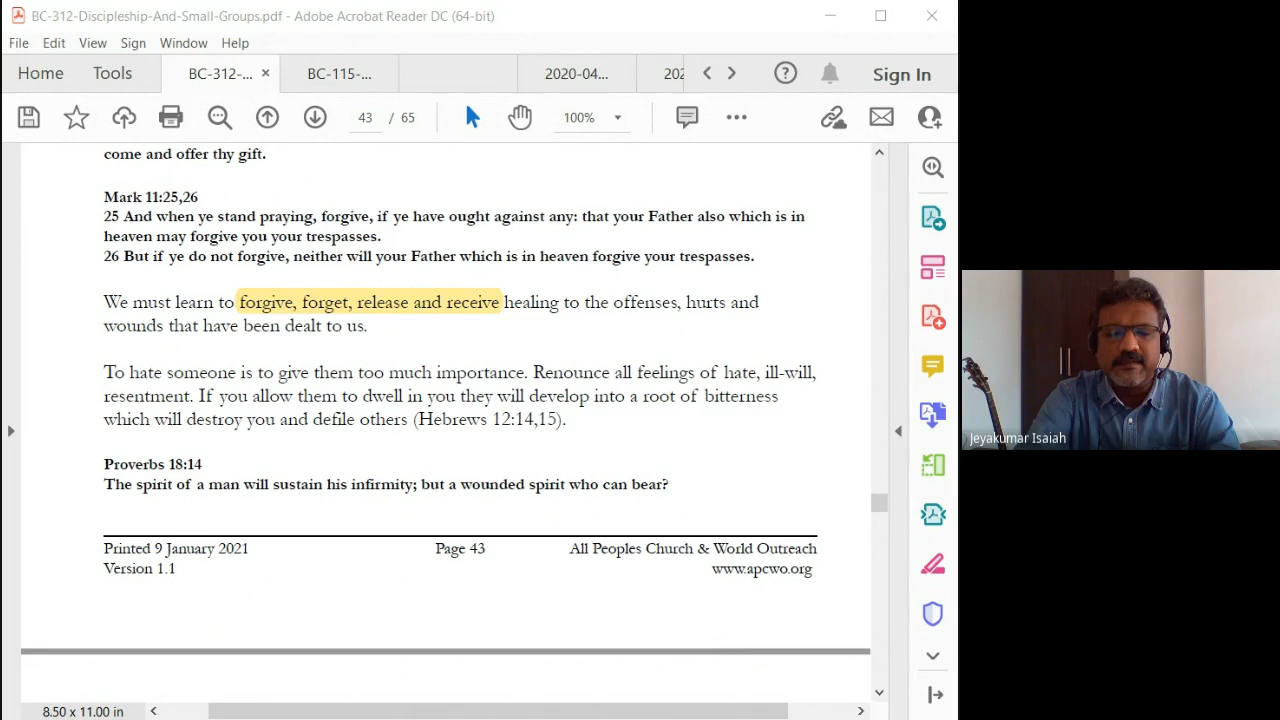 BC-312-Discipleship-And-Small-Groups.pdf - Adobe Acrobat Reader DC (64-bit)
File Edit View Sign Window Help
Home Tools BC-312-... × BC-115-... 2020-04.... 202 Sign In
43 / 65 100%
come and offer thy gift.
Mark 11:25,26
25 And when ye stand praying, forgive, if ye have ought against any: that your Father also which is in
heaven may forgive you your trespasses.
26 But if ye do not forgive, neither will your Father which is in heaven forgive your trespasses.
We must learn to forgive, forget, release and receive healing to the offenses, hurts and
wounds that have been dealt to us.
To hate someone is to give them too much importance. Renounce all feelings of hate, ill-will,
resentment. If you allow them to dwell in you they will develop into a root of bitterness
which will destroy you and defile others (Hebrews 12:14,15).
Jeyakumar Isaiah
Proverbs 18:14
The spirit of a man will sustain his infirmity; but a wounded spirit who can bear?
Printed 9 January 2021 Page 43 All Peoples Church & World Outreach
Version 1.1 www.apcwo.org
8.50 x 11.00 in